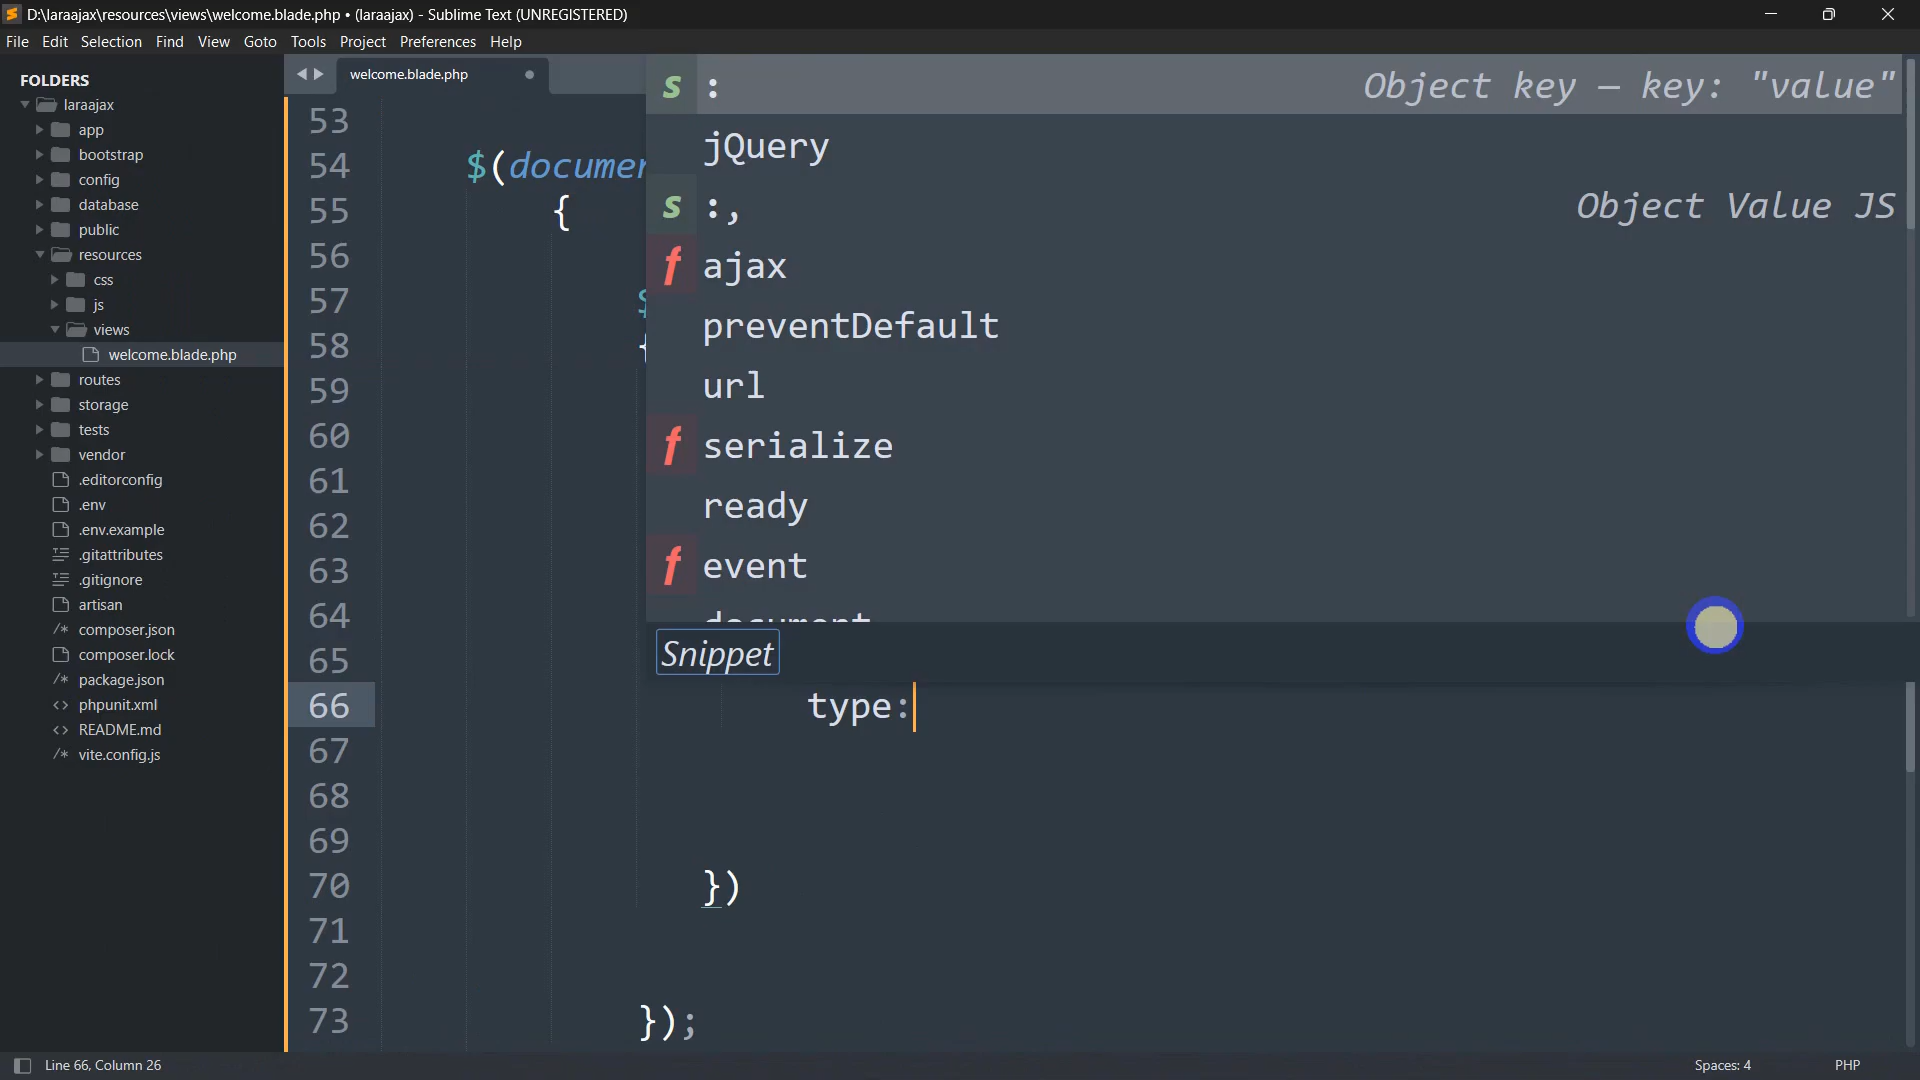 D:\laraajax\resources\views\welcome.blade.php • (laraajax) - Sublime Text (UNREGISTERED)
File Edit Selection Find View Goto Tools Project Preferences Help
FOLDERS
laraajax
app
bootstrap
config
database
public
resources
css
js
views
welcome.blade.php
routes
storage
tests
vendor
.editorconfig
.env
.env.example
.gitattributes
.gitignore
artisan
composer.json
composer.lock
package.json
phpunit.xml
README.md
vite.config.js
welcome.blade.php
53
54 $(documen
55 {
56
57 $
58 {
59
60
61
62
63
64
65
66 type:
67
68
69
70 })
71
72
73 });
s : Object key — key: "value"
jQuery
s :, Object Value JS
f ajax
preventDefault
url
f serialize
ready
f event
document
Snippet
Line 66, Column 26
Spaces: 4
PHP